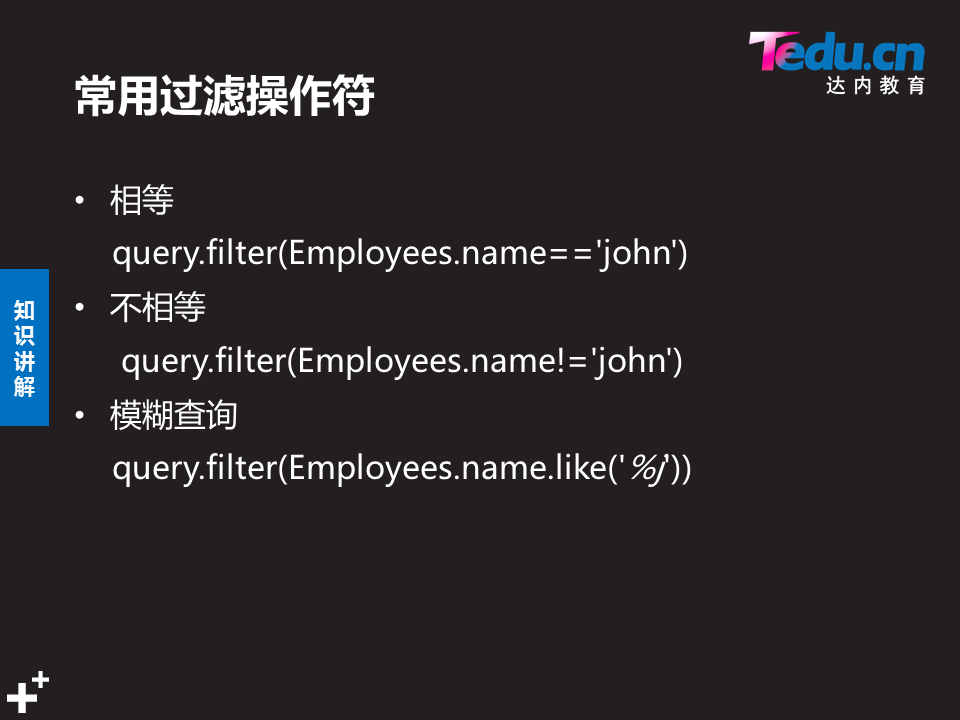 Tedu.cn
达内教育
常用过滤操作符
• 相等
query.filter(Employees.name=='john')
• 不相等
query.filter(Employees.name!='john')
• 模糊查询
query.filter(Employees.name.like('%j'))
知识讲解